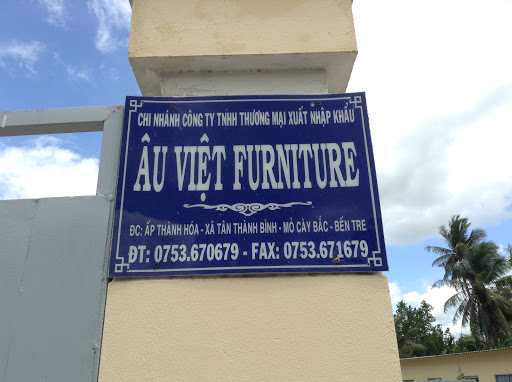 CHI NHÁNH CÔNG TY TNHH THƯƠNG MẠI XUẤT NHẬP KHẨU
ÂU VIỆT FURNITURE
ĐC: ẤP THÀNH HÓA - XÃ TÂN THÀNH BÌNH - MỎ CÀY BẮC - BẾN TRE
ĐT: 0753.670679 - FAX: 0753.671679